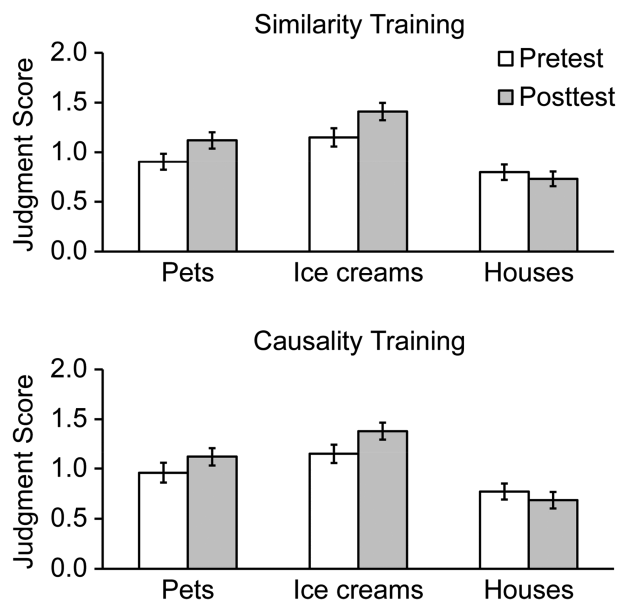 Similarity Training
Pretest
Posttest
Judgment Score
2.0
1.5
1.0
0.5
0.0
Pets Ice creams Houses
Causality Training
Judgment Score
2.0
1.5
1.0
0.5
0.0
Pets Ice creams Houses